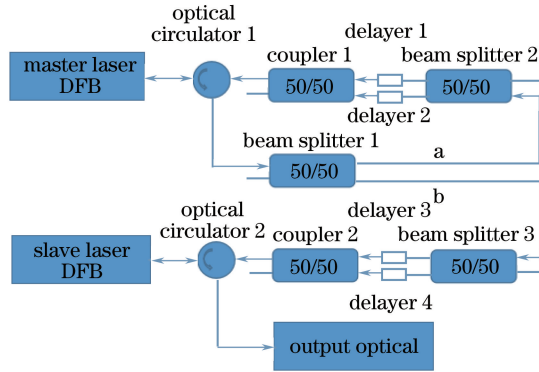 optical
circulator 1
delayer 1
coupler 1
beam splitter 2
master laser
DFB
50/50
50/50
delayer 2
beam splitter 1
50/50
a
b
optical
circulator 2
delayer 3
coupler 2
beam splitter 3
slave laser
DFB
50/50
50/50
delayer 4
output optical